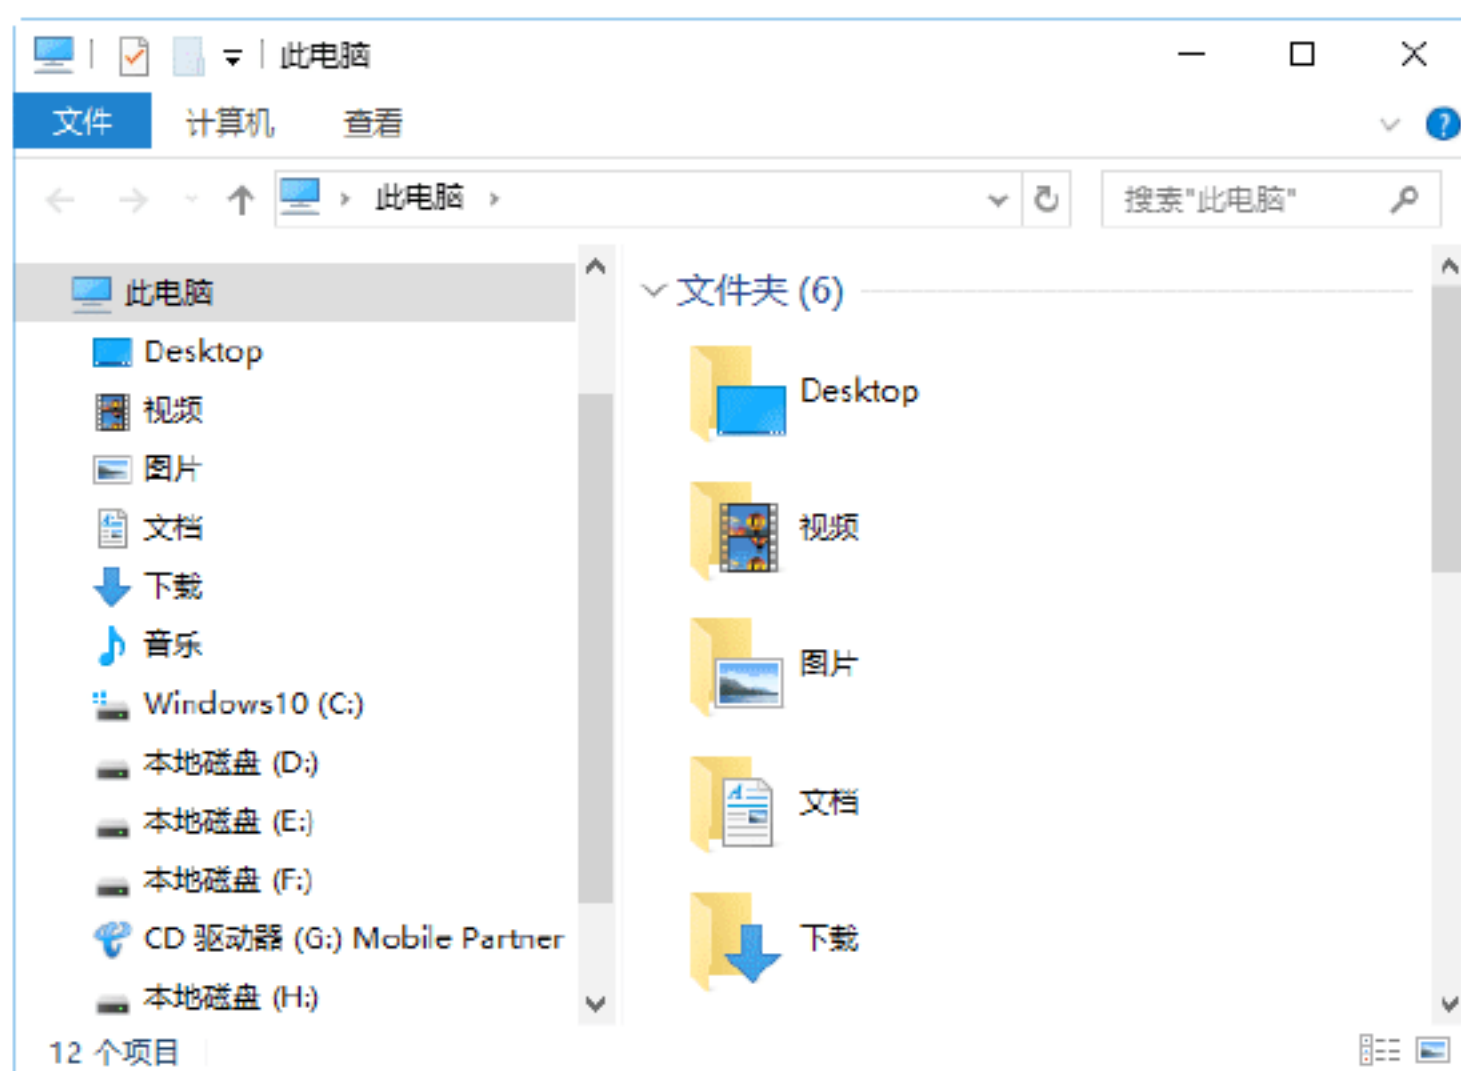 此电脑
文件 计算机 查看
此电脑 搜索"此电脑"
此电脑
Desktop
视频
图片
文档
下载
音乐
Windows10 (C:)
本地磁盘 (D:)
本地磁盘 (E:)
本地磁盘 (F:)
CD 驱动器 (G:) Mobile Partner
本地磁盘 (H:)
文件夹 (6)
Desktop
视频
图片
文档
下载
12 个项目